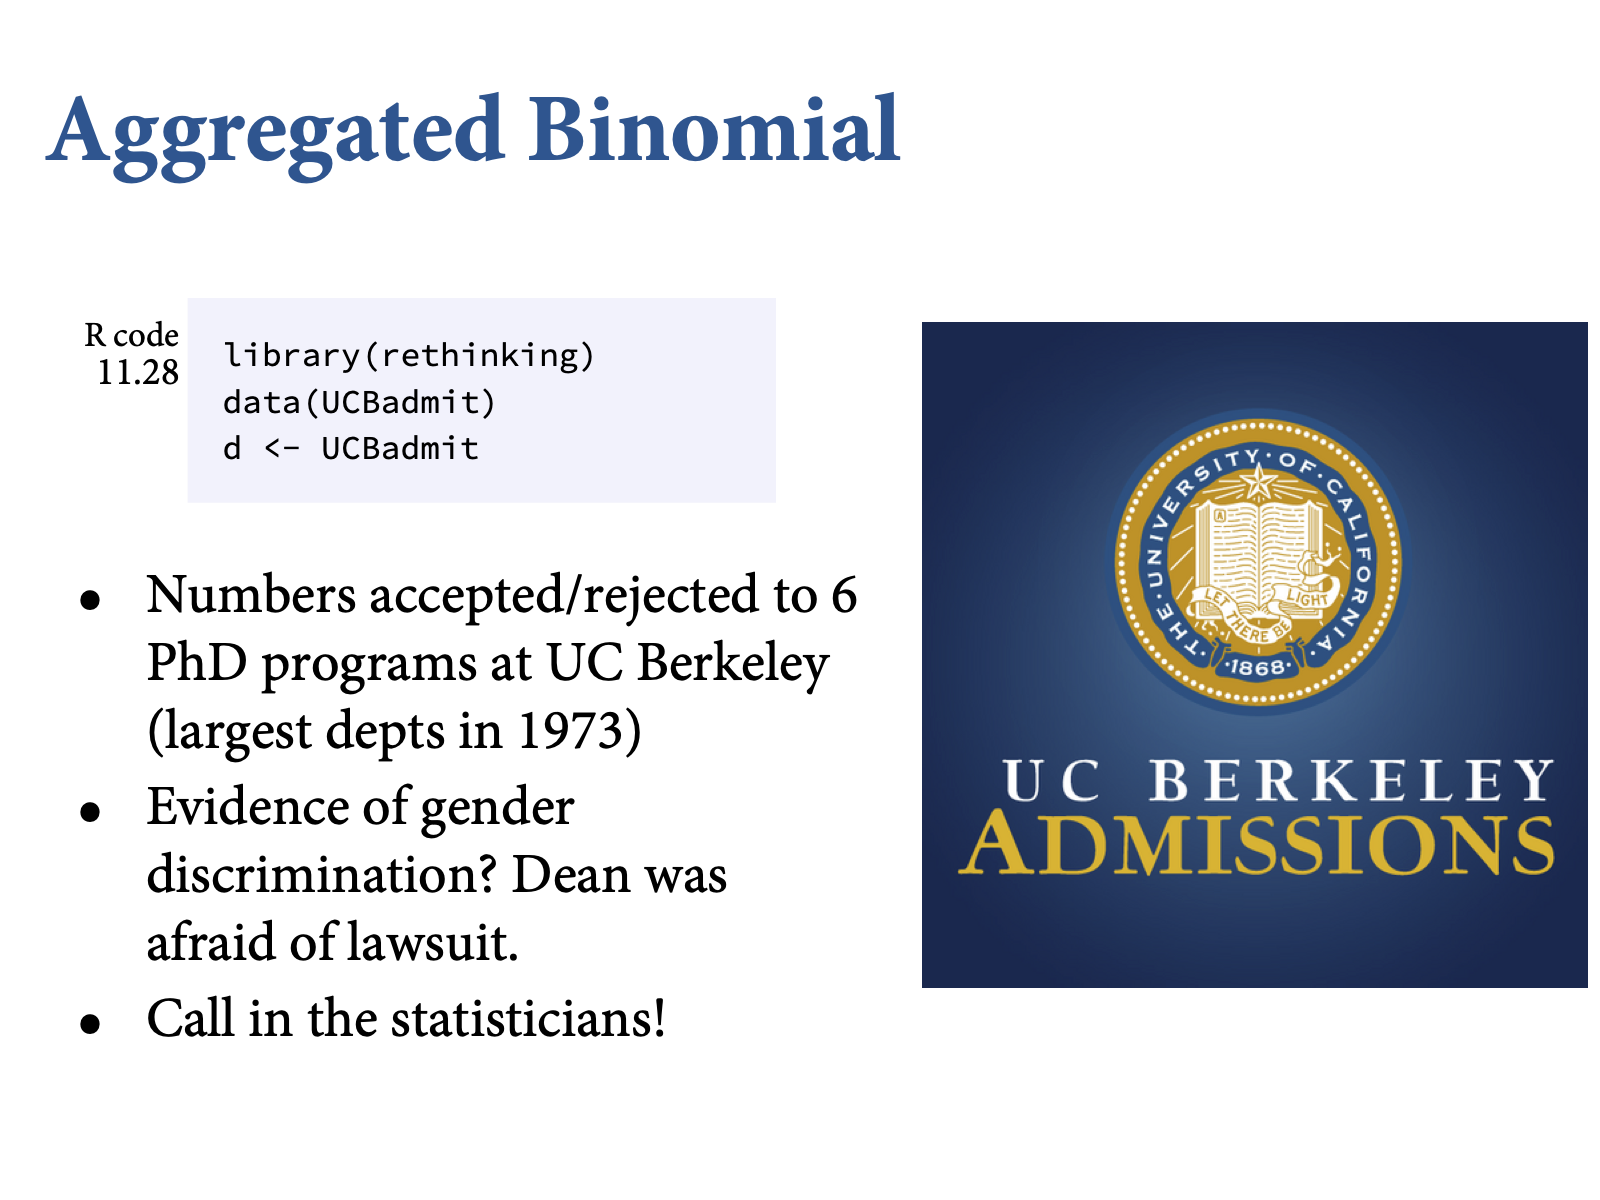 Aggregated Binomial
R code
11.28
library(rethinking)
data(UCBadmit)
d <- UCBadmit
• Numbers accepted/rejected to 6
PhD programs at UC Berkeley
(largest depts in 1973)
• Evidence of gender
discrimination? Dean was
afraid of lawsuit.
• Call in the statisticians!
THE·UNIVERSITY·OF·CALIFORNIA·
A
LET THERE BE LIGHT
·1868·
UC BERKELEY
ADMISSIONS